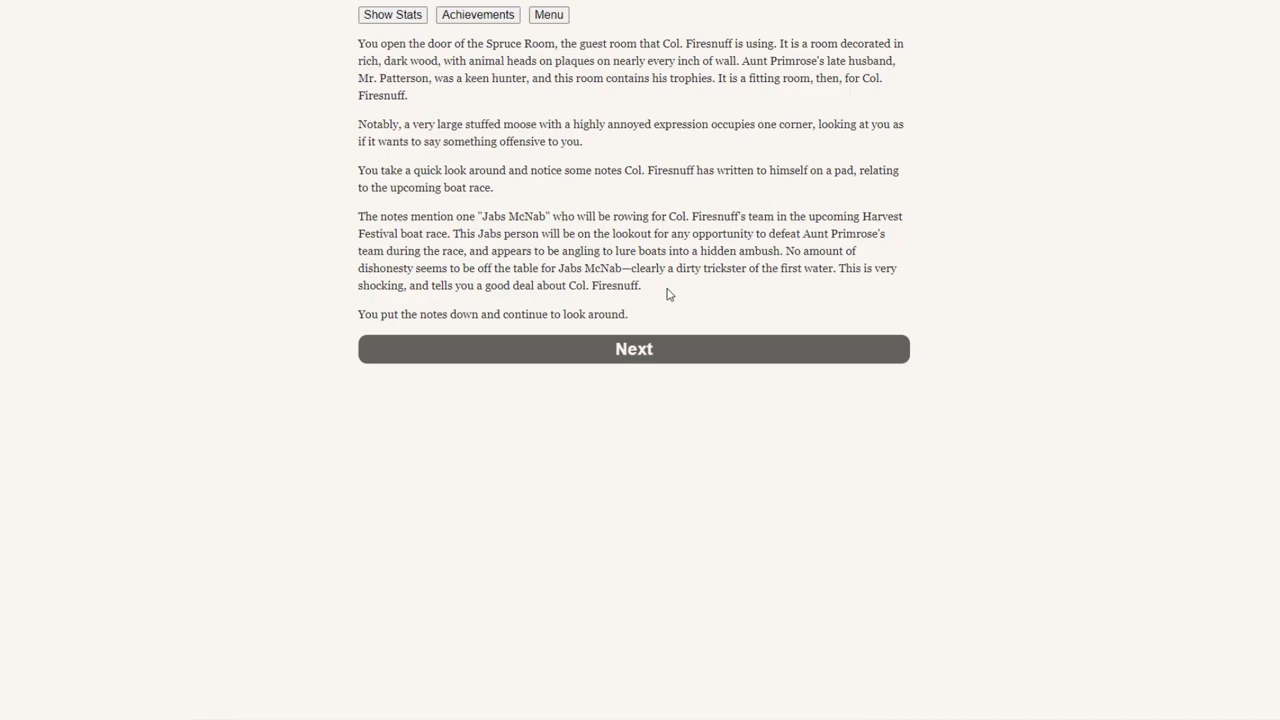 Show Stats Achievements Menu
You open the door of the Spruce Room, the guest room that Col. Firesnuff is using. It is a room decorated in
rich, dark wood, with animal heads on plaques on nearly every inch of wall. Aunt Primrose's late husband,
Mr. Patterson, was a keen hunter, and this room contains his trophies. It is a fitting room, then, for Col.
Firesnuff.
Notably, a very large stuffed moose with a highly annoyed expression occupies one corner, looking at you as
if it wants to say something offensive to you.
You take a quick look around and notice some notes Col. Firesnuff has written to himself on a pad, relating
to the upcoming boat race.
The notes mention one "Jabs McNab" who will be rowing for Col. Firesnuff's team in the upcoming Harvest
Festival boat race. This Jabs person will be on the lookout for any opportunity to defeat Aunt Primrose's
team during the race, and appears to be angling to lure boats into a hidden ambush. No amount of
dishonesty seems to be off the table for Jabs McNab—clearly a dirty trickster of the first water. This is very
shocking, and tells you a good deal about Col. Firesnuff.
You put the notes down and continue to look around.
Next